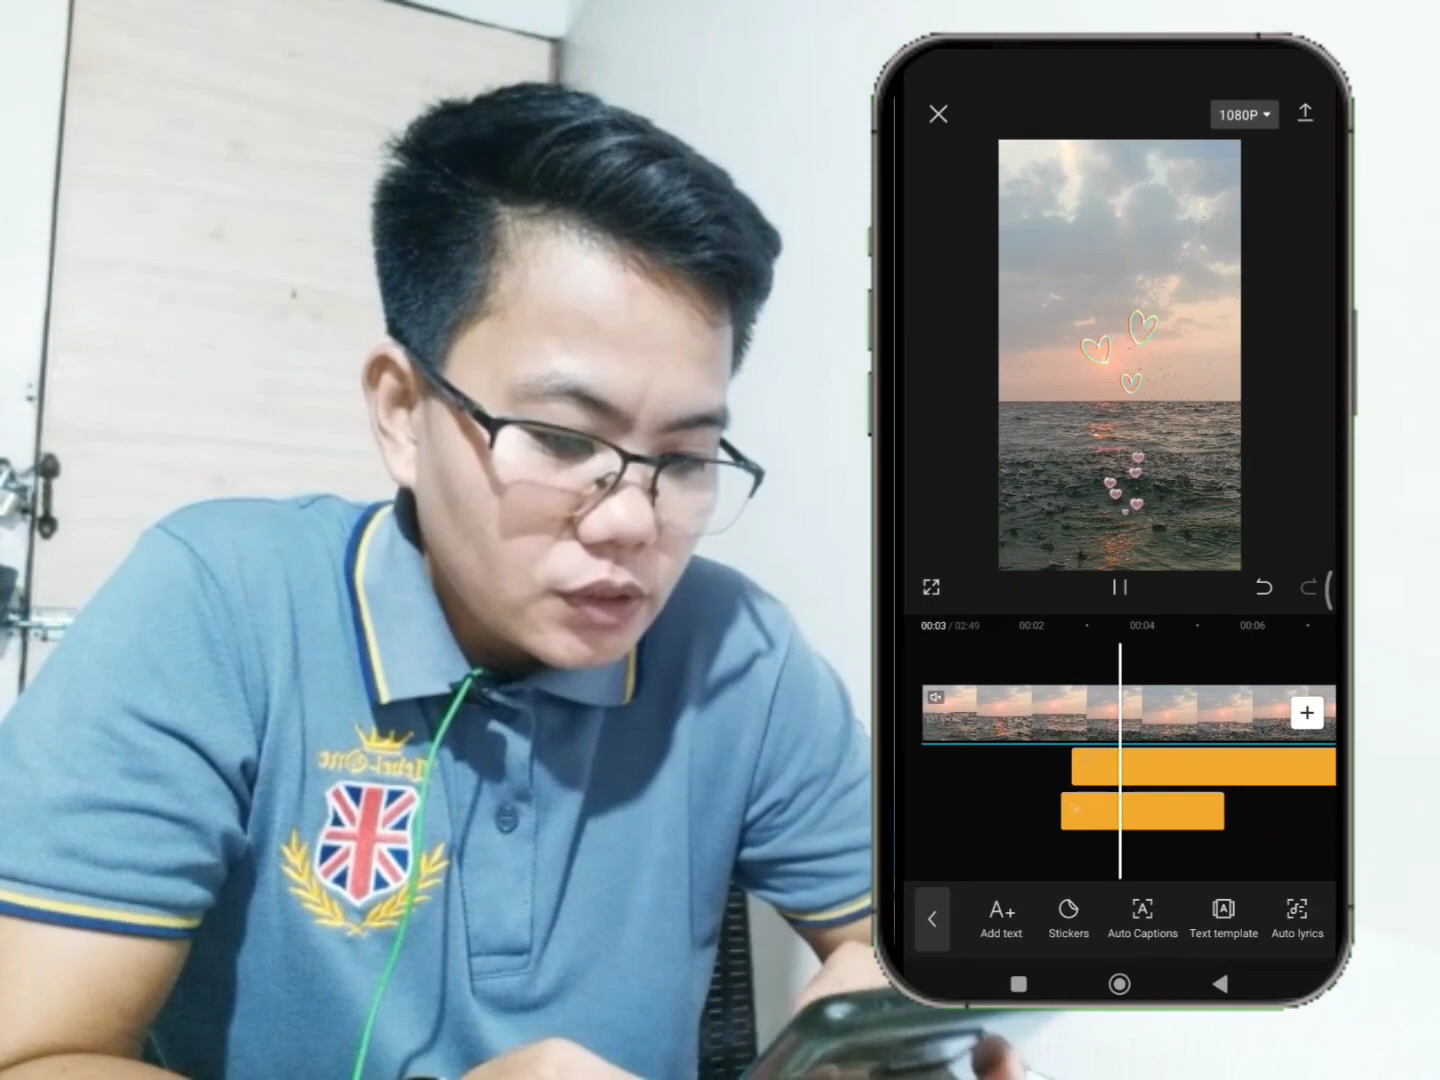 1080P
00:03 / 02:49 00:02 00:04 00:06
A+
Add text
Stickers
A
Auto Captions
A
Text template
Auto lyrics